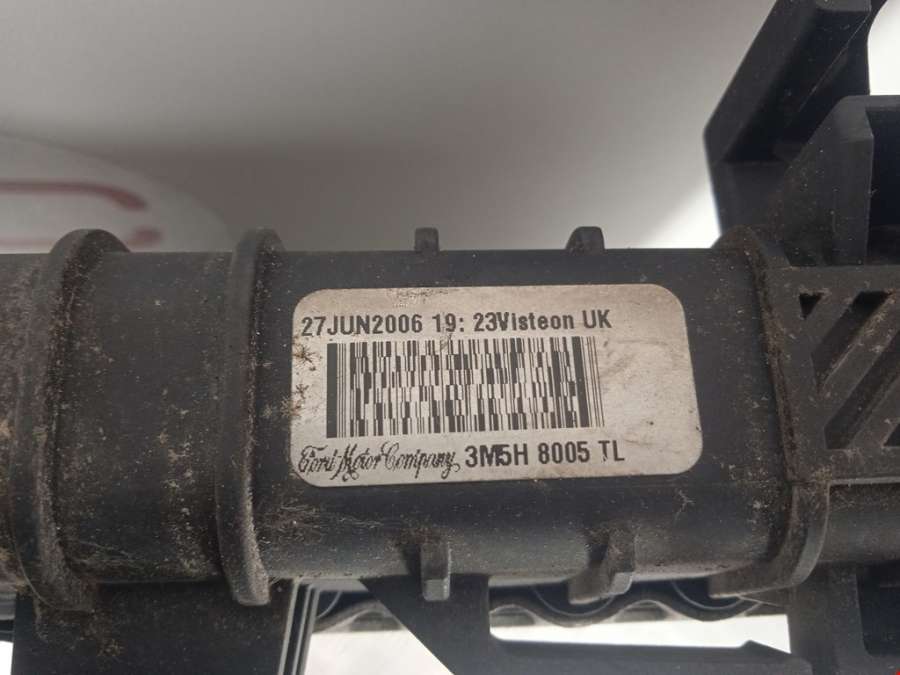 27JUN2006 19: 23Visteon UK
Ford Motor Company 3M5H 8005 TL